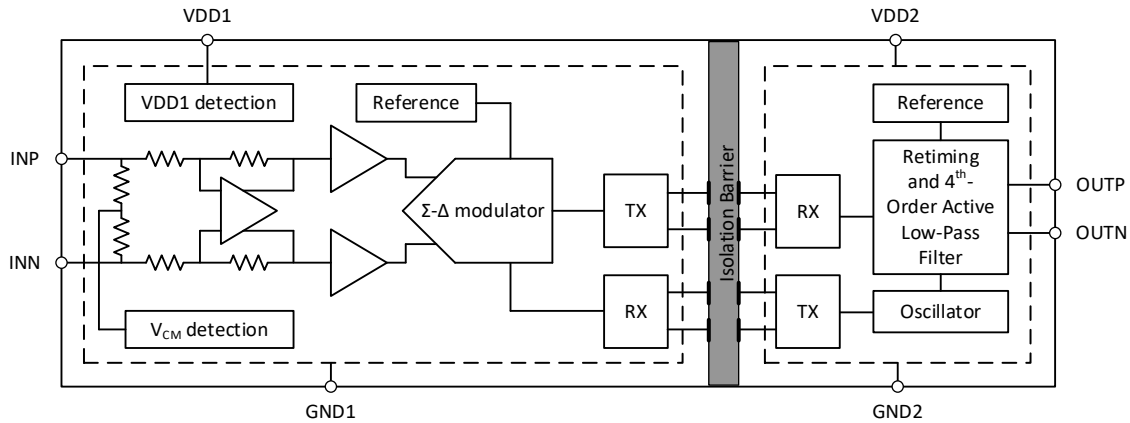 VDD1
VDD2
VDD1 detection
Reference
Reference
INP
INN
Σ-Δ modulator
TX
RX
Isolation Barrier
RX
TX
Retiming
and 4th-
Order Active
Low-Pass
Filter
OUTP
OUTN
VCM detection
Oscillator
GND1
GND2